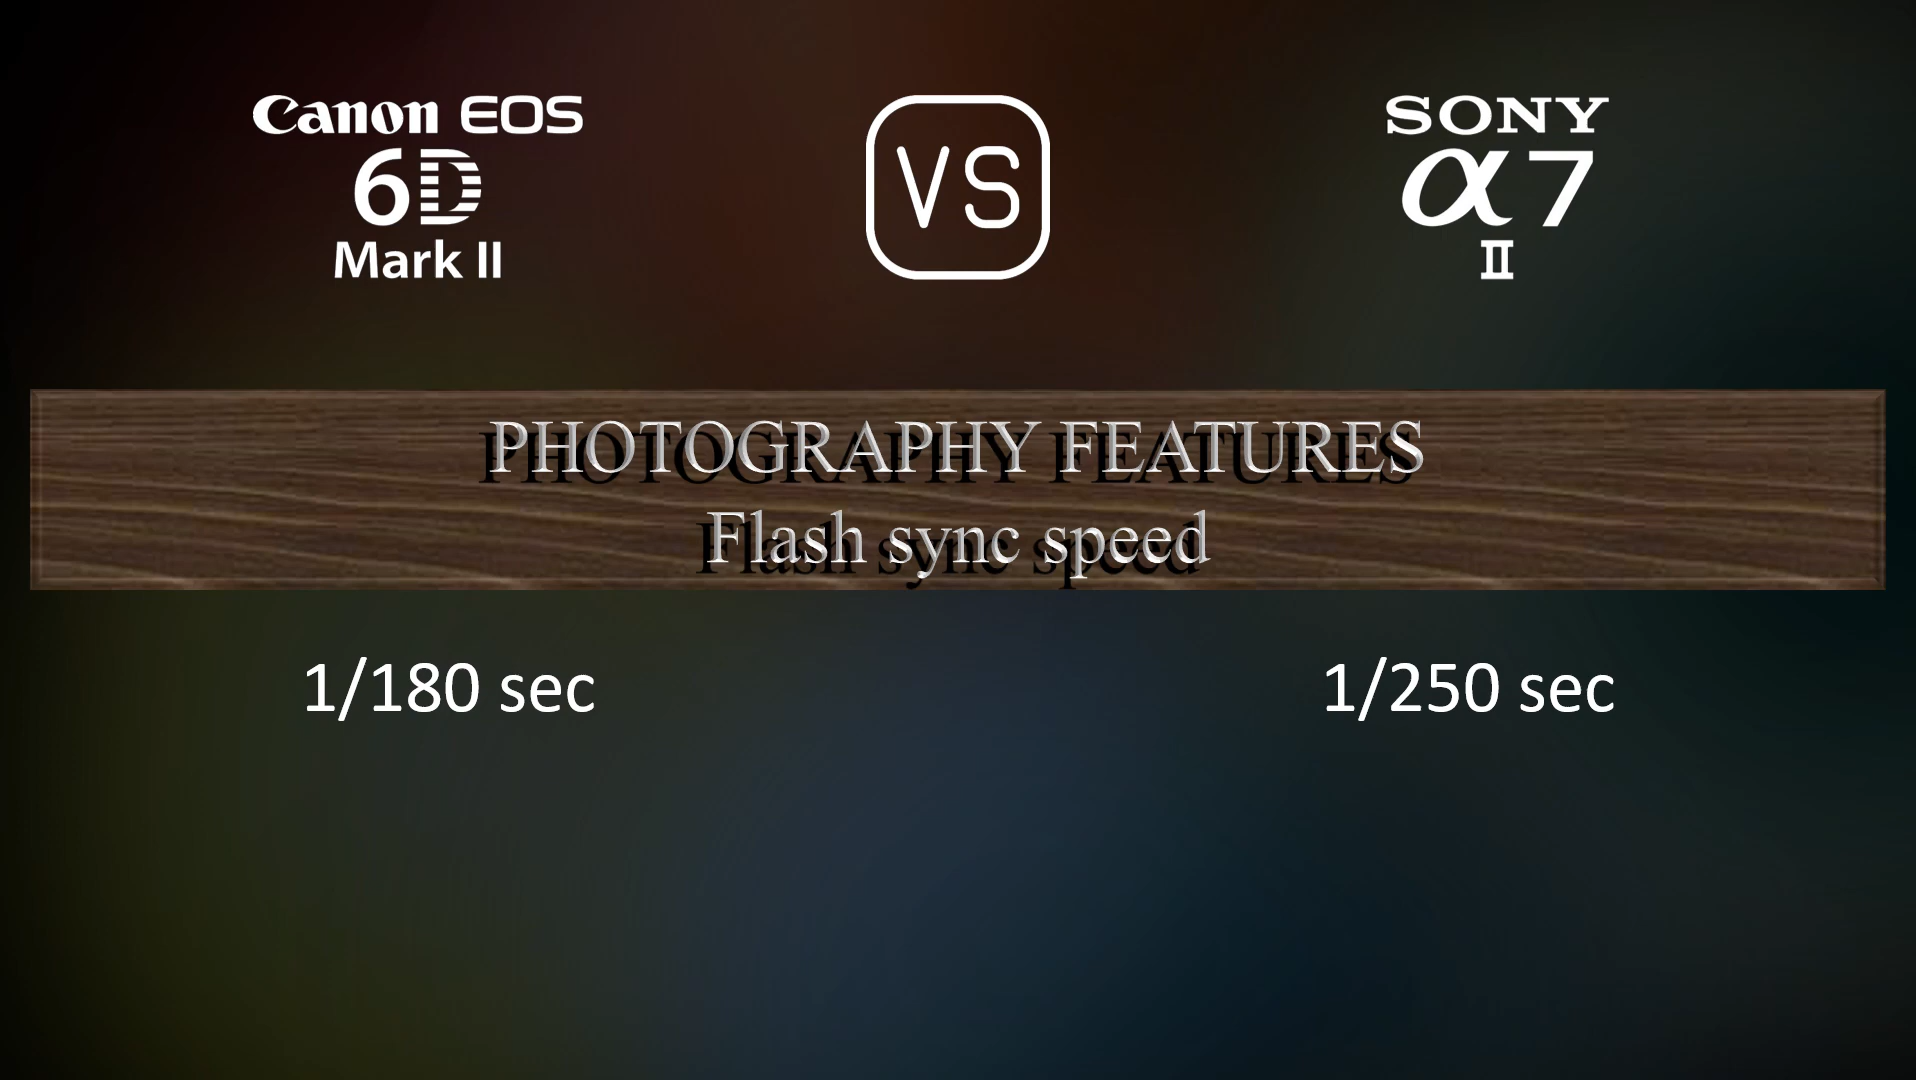 Canon EOS
6D
Mark II
VS
SONY
α7
II
PHOTOGRAPHY FEATURES
Flash sync speed
1/180 sec
1/250 sec